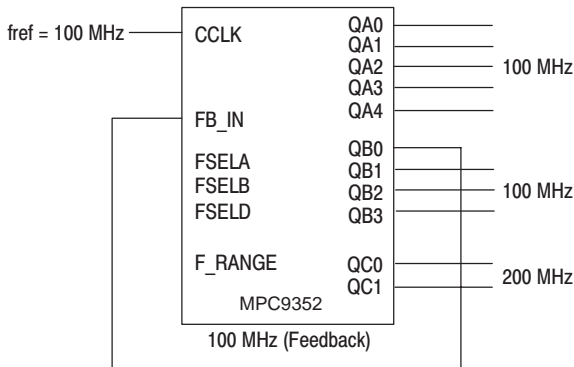 fref = 100 MHz
CCLK
QA0
QA1
QA2
QA3
QA4
100 MHz
FB_IN
QB0
QB1
QB2
QB3
100 MHz
FSELA
FSELB
FSELD
F_RANGE
QC0
QC1
200 MHz
MPC9352
100 MHz (Feedback)